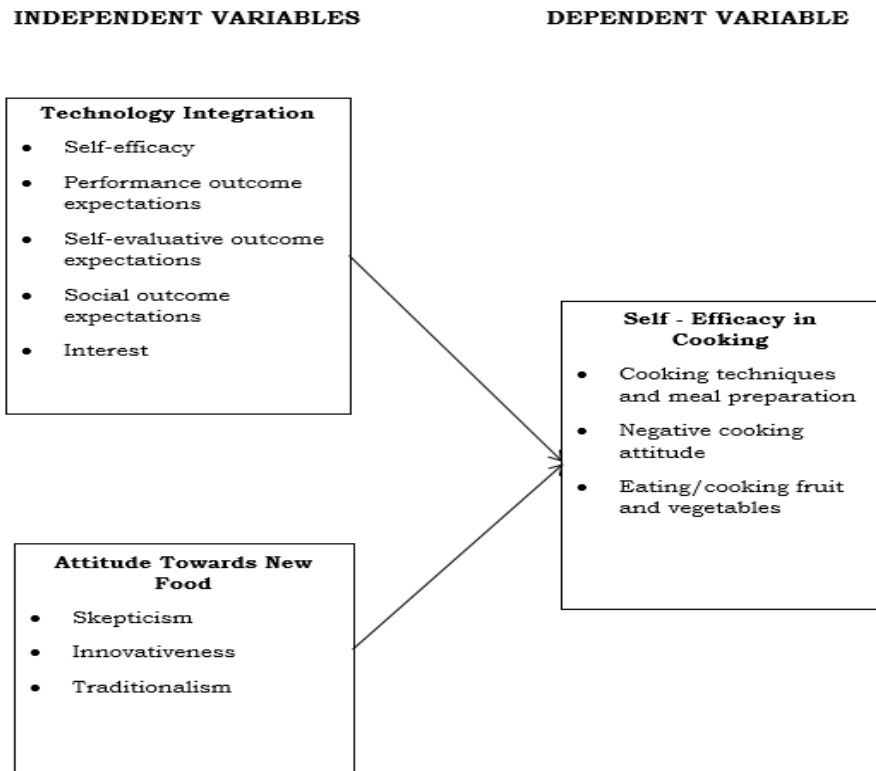 INDEPENDENT VARIABLES
DEPENDENT VARIABLE
Technology Integration
• Self-efficacy
• Performance outcome
expectations
• Self-evaluative outcome
expectations
• Social outcome
expectations
• Interest
Self - Efficacy in
Cooking
• Cooking techniques
and meal preparation
• Negative cooking
attitude
• Eating/cooking fruit
and vegetables
Attitude Towards New
Food
• Skepticism
• Innovativeness
• Traditionalism